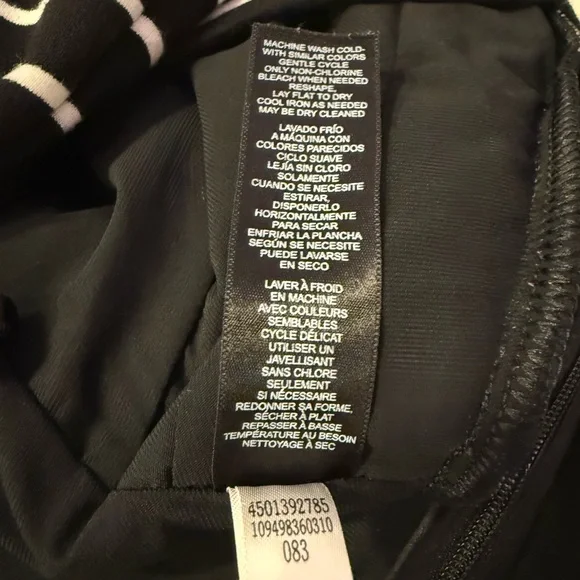 MACHINE WASH COLD-
WITH SIMILAR COLORS
GENTLE CYCLE
ONLY NON-CHLORINE
BLEACH WHEN NEEDED
RESHAPE,
LAY FLAT TO DRY
COOL IRON AS NEEDED
MAY BE DRY CLEANED
LAVADO FRÍO
A MÁQUINA CON
COLORES PARECIDOS
CICLO SUAVE
LEJÍA SIN CLORO
SOLAMENTE
CUANDO SE NECESITE
ESTIRAR,
DISPONERLO
HORIZONTALMENTE
PARA SECAR
ENFRIAR LA PLANCHA
SEGÚN SE NECESITE
PUEDE LAVARSE
EN SECO
LAVER À FROID
EN MACHINE
AVEC COULEURS
SEMBLABLES
CYCLE DÉLICAT
UTILISER UN
JAVELLISANT
SANS CHLORE
SEULEMENT
SI NÉCESSAIRE
REDONNER SA FORME,
SÉCHER À PLAT
REPASSER À BASSE
TEMPÉRATURE AU BESOIN
NETTOYAGE À SEC
4501392785
109498360310
083